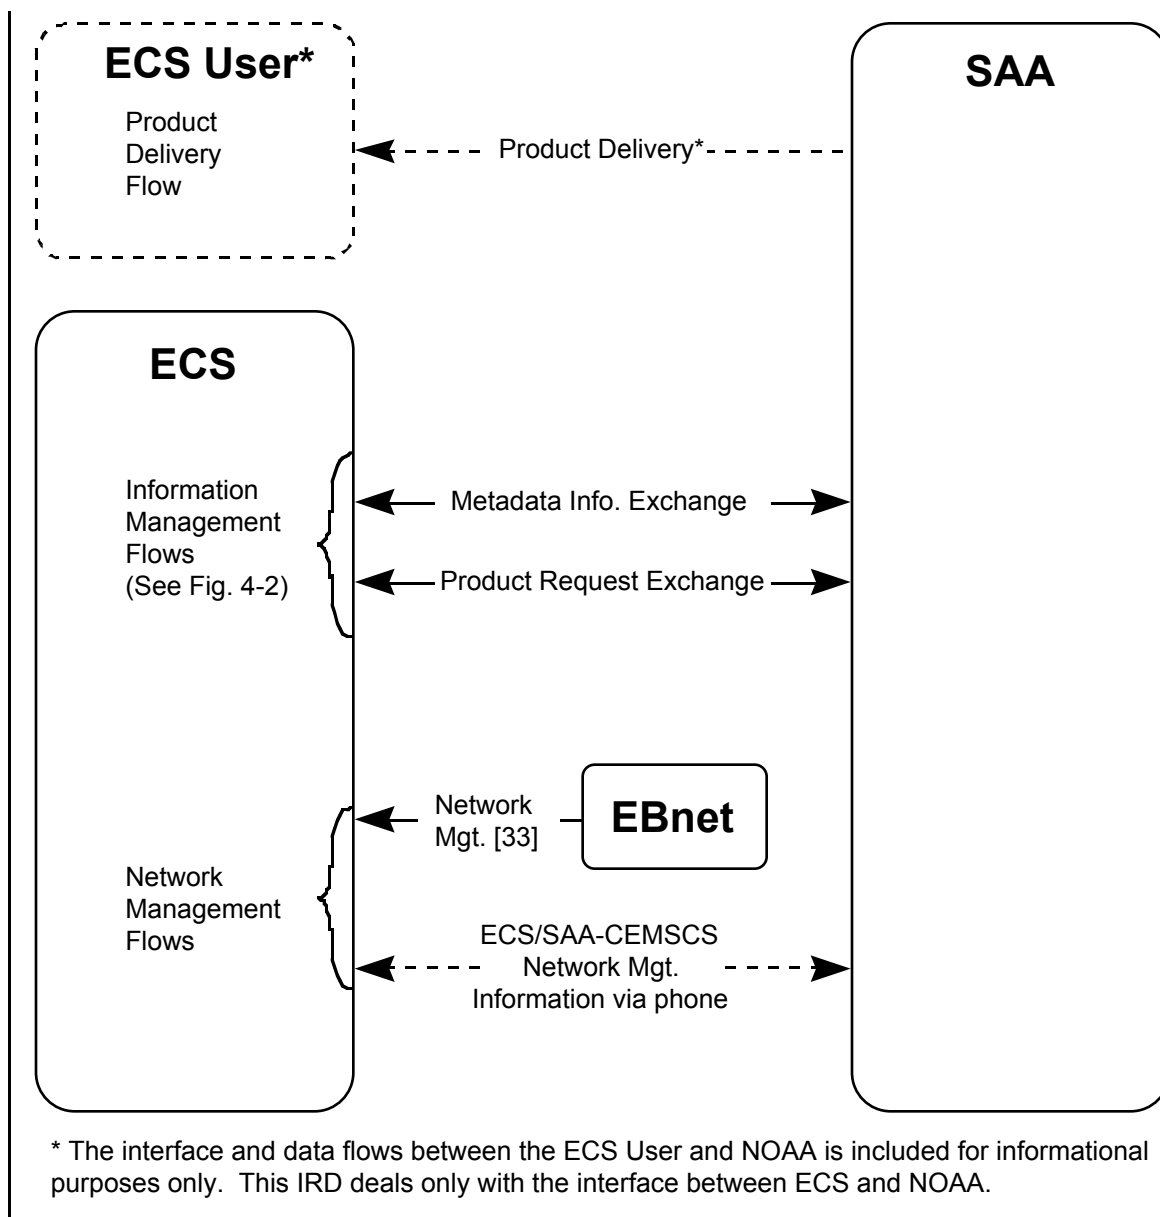 ECS User*
SAA
Product
Delivery
Flow
Product Delivery*
ECS
Information
Management
Flows
(See Fig. 4-2)
Metadata Info. Exchange
Product Request Exchange
Network
Mgt. [33]
EBnet
Network
Management
Flows
ECS/SAA-CEMSCS
Network Mgt.
Information via phone
* The interface and data flows between the ECS User and NOAA is included for informational
purposes only.  This IRD deals only with the interface between ECS and NOAA.